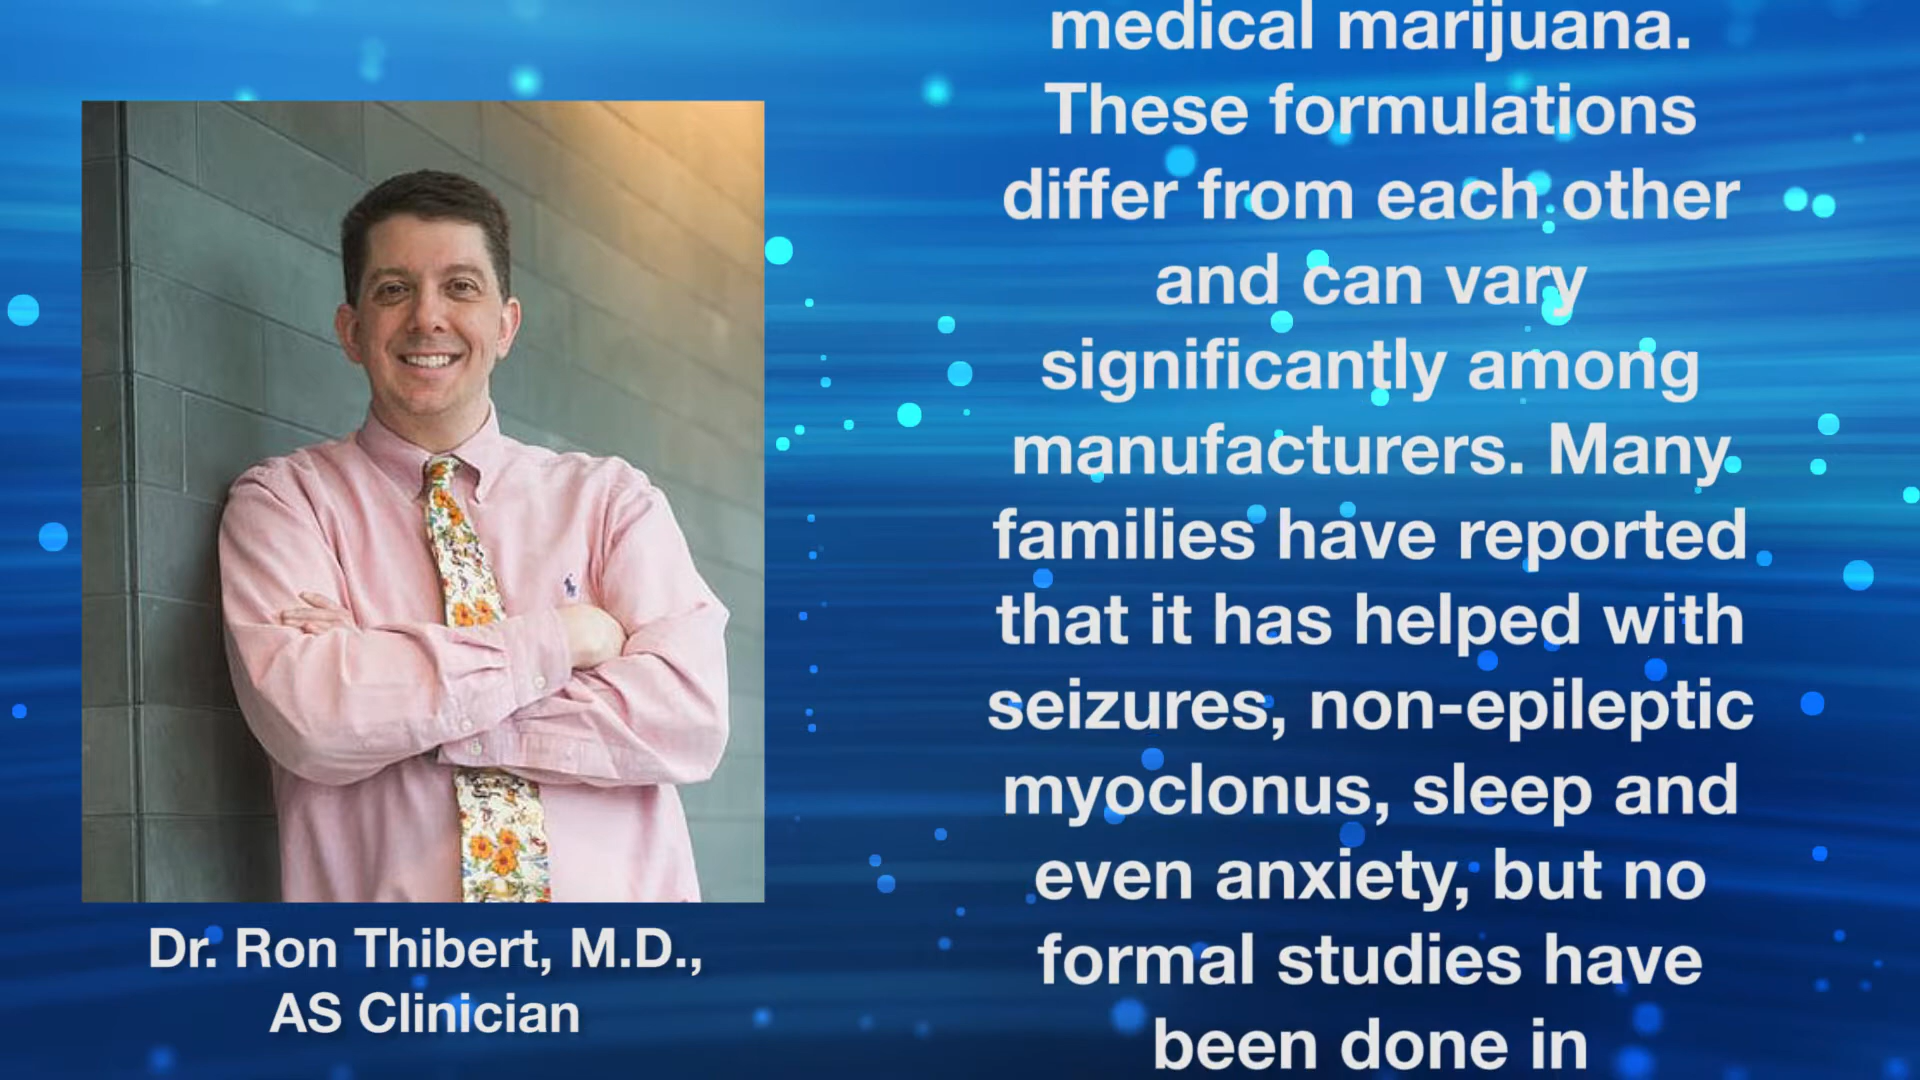 medical marijuana.
These formulations
differ from each other
and can vary
significantly among
manufacturers. Many
families have reported
that it has helped with
seizures, non-epileptic
myoclonus, sleep and
even anxiety, but no
formal studies have
been done in
Dr. Ron Thibert, M.D.,
AS Clinician